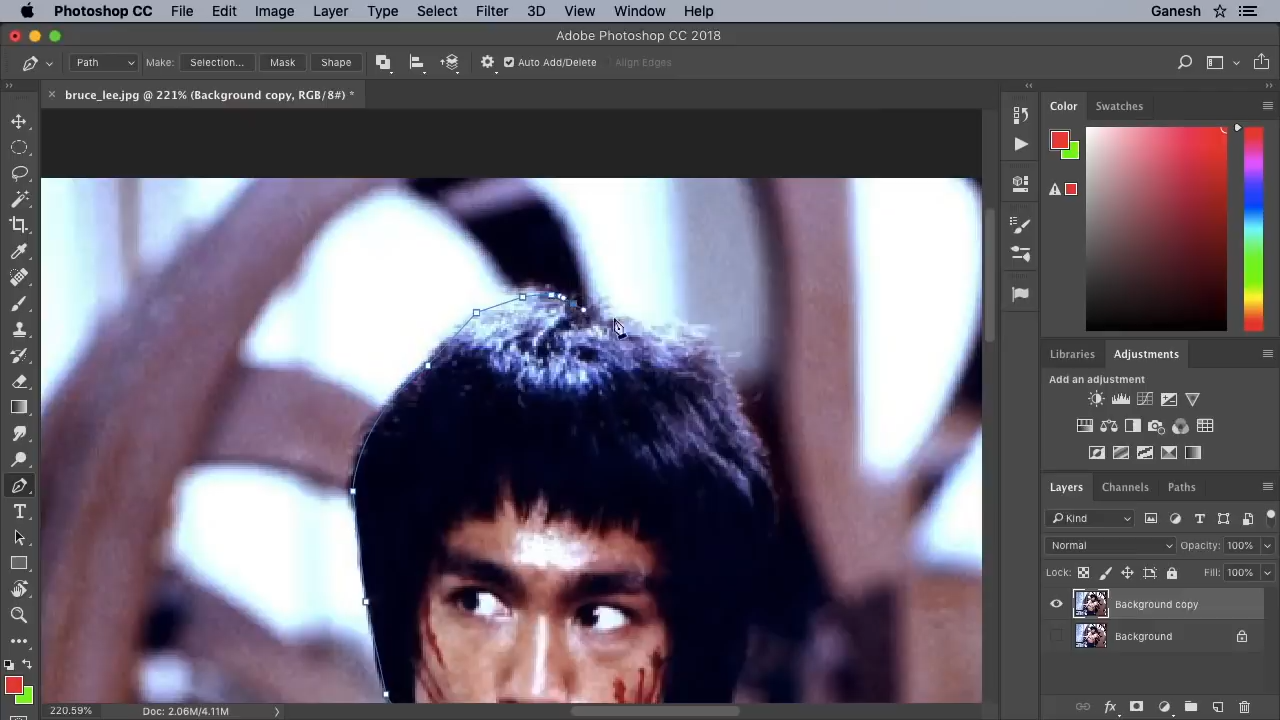 Photoshop CC File Edit Image Layer Type Select Filter 3D View Window Help Ganesh
Adobe Photoshop CC 2018
Path Make: Selection... Mask Shape Auto Add/Delete Align Edges
bruce_lee.jpg @ 221% (Background copy, RGB/8#) *
Color Swatches
Libraries Adjustments
Add an adjustment
Layers Channels Paths
Kind
Normal Opacity: 100%
Lock: Fill: 100%
Background copy
Background
220.59% Doc: 2.06M/4.11M